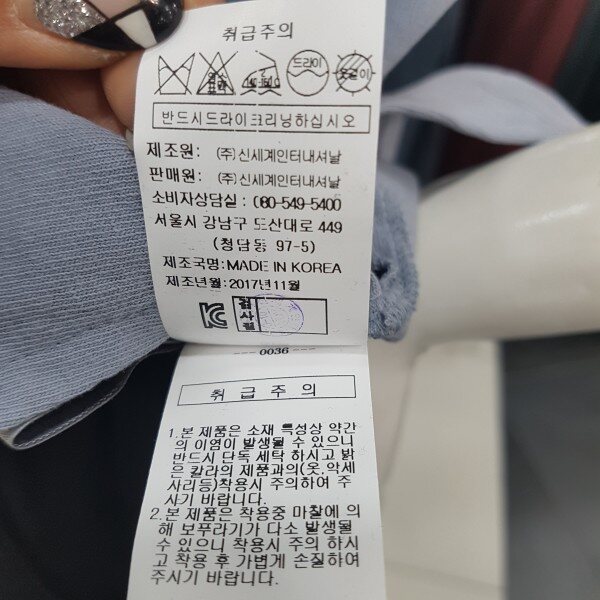 취급주의
드라이
옷걸이
반드시드라이크리닝하십시오
제조원: (주)신세계인터내셔날
판매원: (주)신세계인터내셔날
소비자상담실 : 080-549-5400
서울시 강남구 도산대로 449
(청담동 97-5)
제조국명: MADE IN KOREA
제조년월: 2017년11월
검사필
--- 0036 ---
취 급 주 의
1.본 제품은 소재 특성상 약간
의 이염이 발생될 수 있으니
반드시 단독 세탁 하시고 밝
은 칼라의 제품과의(옷,악세
사리등)착용시 주의하여 주
시기 바랍니다.
2.본 제품은 착용중 마찰에 의
해 보푸라기가 다소 발생될
수 있으니 착용시 주의 하시
고 착용 후 가볍게 손질하여
주시기 바랍니다.